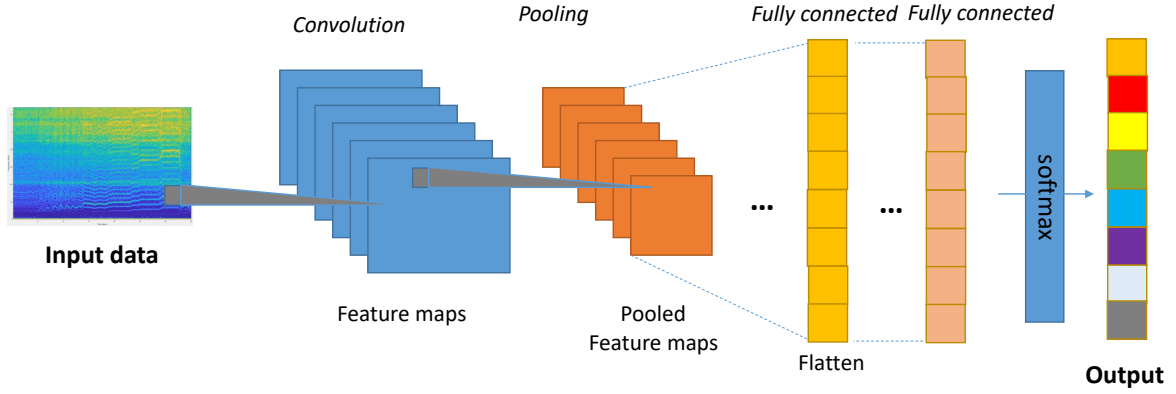 Convolution
Pooling
Fully connected
Fully connected
Input data
Feature maps
Pooled
Feature maps
...
Flatten
...
softmax
Output